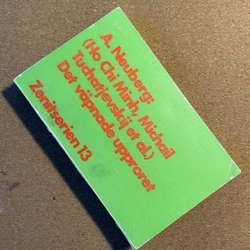 A. Neuberg:
(Ho Chi Minh, Michail
Tuchatjevskij et al.)
Det väpnade upproret
Zenitserien 13